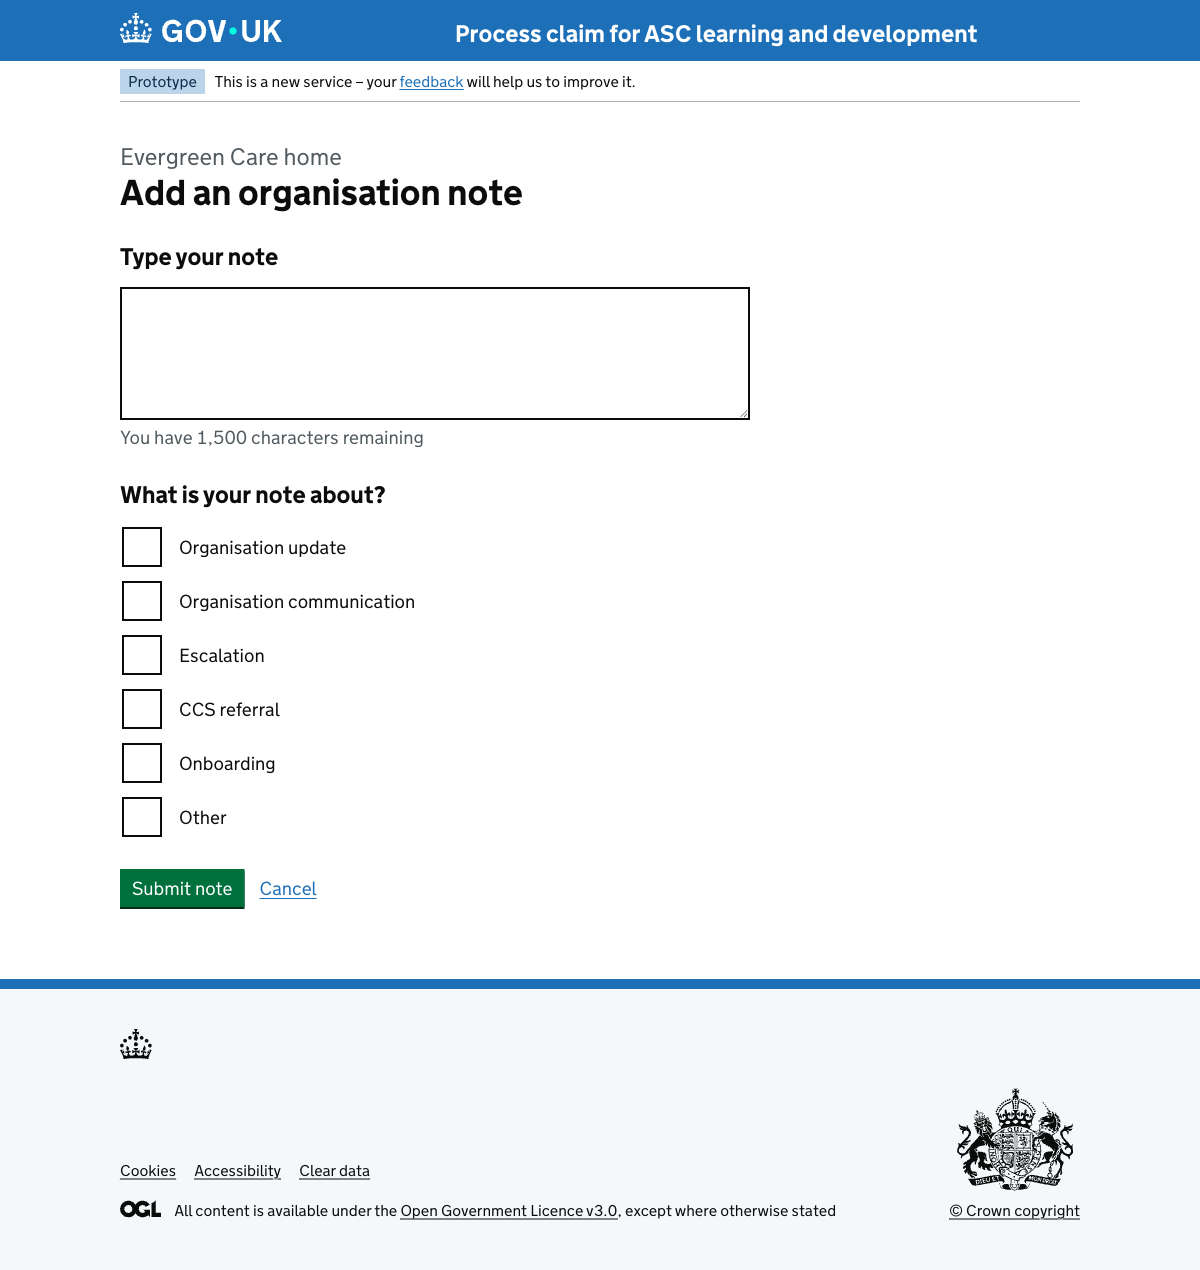 GOV·UK
Process claim for ASC learning and development
Prototype This is a new service – your feedback will help us to improve it.
Evergreen Care home
Add an organisation note
Type your note
You have 1,500 characters remaining
What is your note about?
Organisation update
Organisation communication
Escalation
CCS referral
Onboarding
Other
Submit note Cancel
Cookies Accessibility Clear data
OGL All content is available under the Open Government Licence v3.0, except where otherwise stated
© Crown copyright